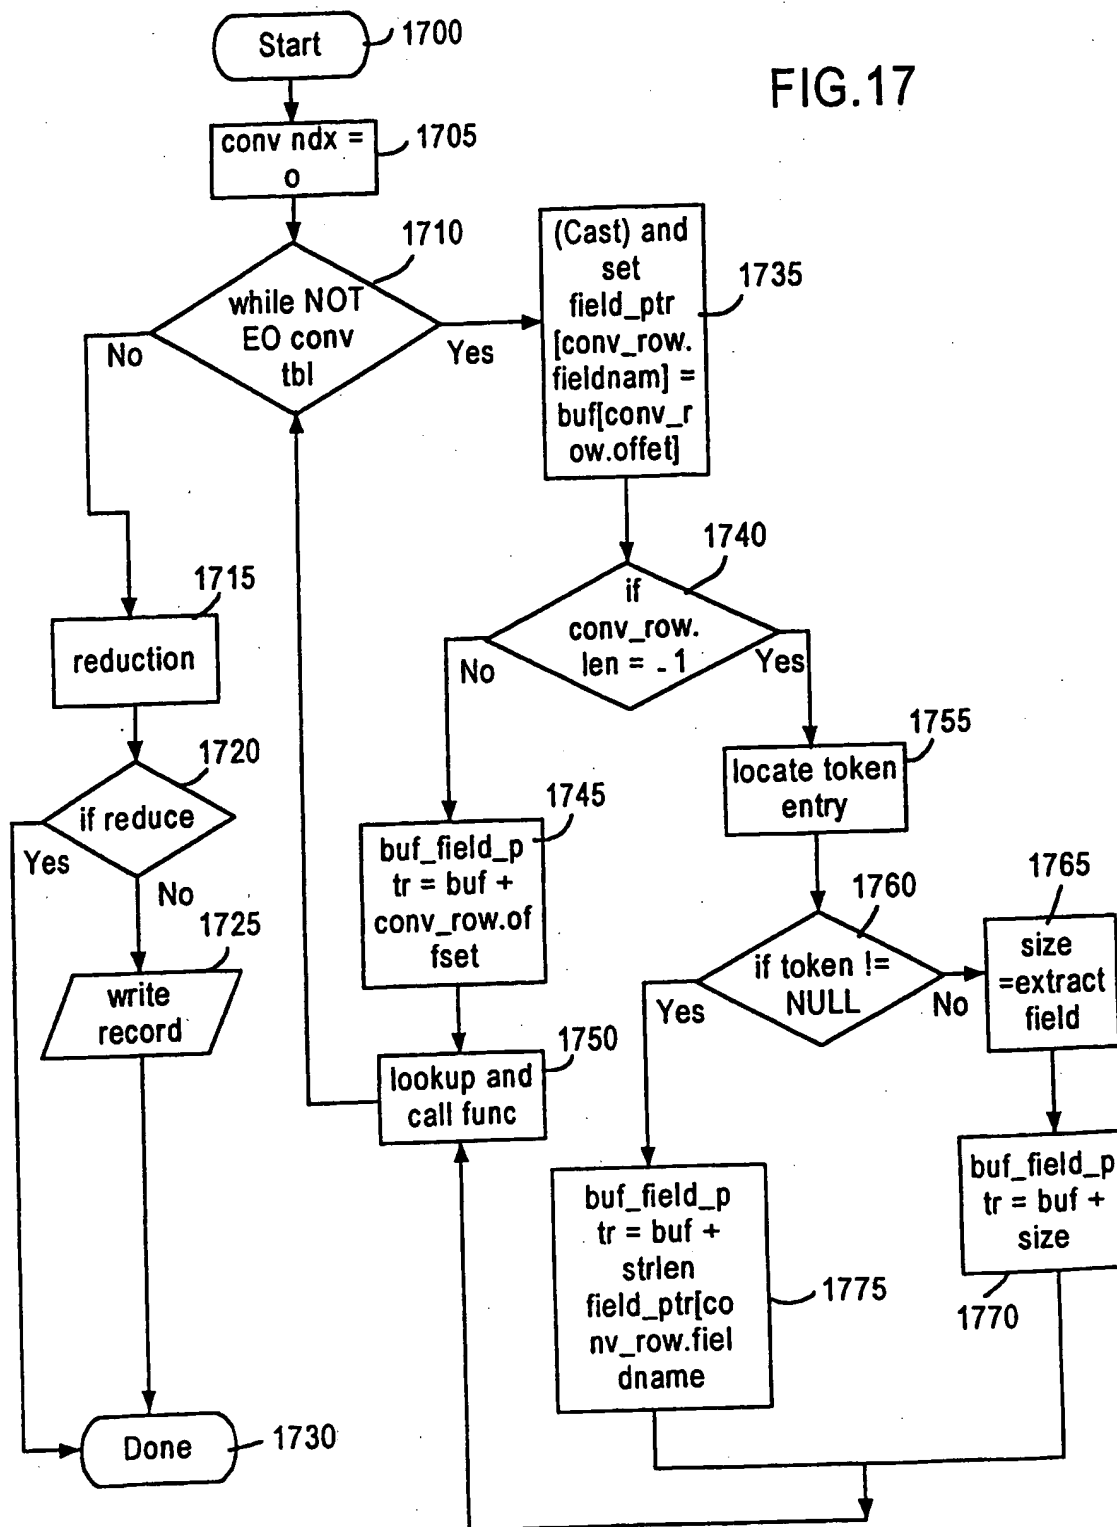 Start
1700
FIG.17
conv ndx =
o
1705
1710
while NOT
EO conv
tbl
No
Yes
(Cast) and
set
field_ptr
[conv_row.
fieldnam] =
buf[conv_r
ow.offet]
1735
1740
if
conv_row.
len = - 1
No
Yes
1715
reduction
1755
locate token
entry
1720
if reduce
Yes
No
1745
buf_field_p
tr = buf +
conv_row.of
fset
1760
if token !=
NULL
Yes
No
1765
size
=extract
field
1725
write
record
1750
lookup and
call func
buf_field_p
tr = buf +
strlen
field_ptr[co
nv_row.fiel
dname
1775
buf_field_p
tr = buf +
size
1770
Done
1730